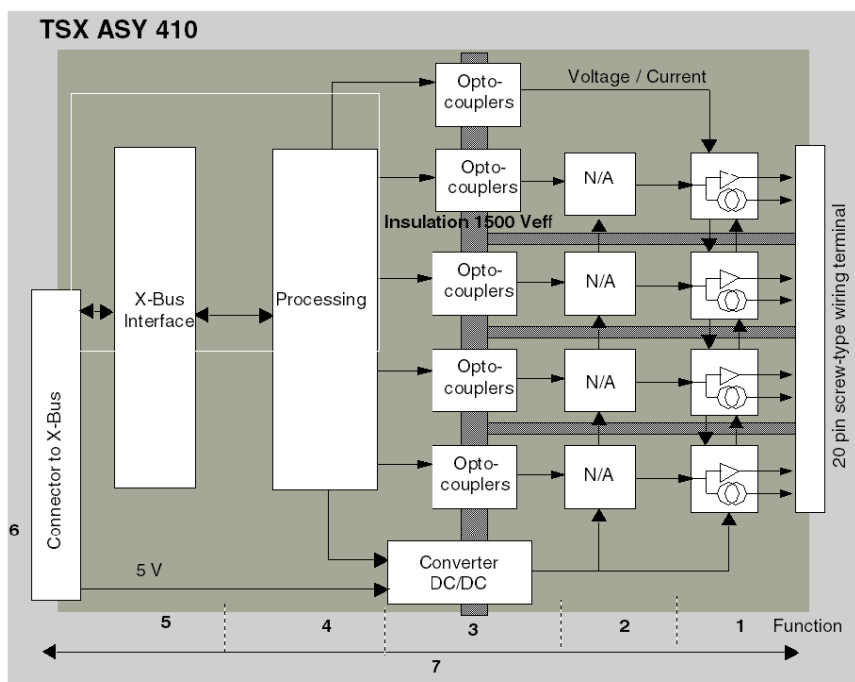 TSX ASY 410
Opto-
couplers
Voltage / Current
Opto-
couplers
N/A
Insulation 1500 Veff
Opto-
couplers
N/A
X-Bus
Interface
Processing
Opto-
couplers
N/A
Opto-
couplers
N/A
Converter
DC/DC
5 V
Connector to X-Bus
20 pin screw-type wiring terminal
6
5
4
3
2
1
Function
7